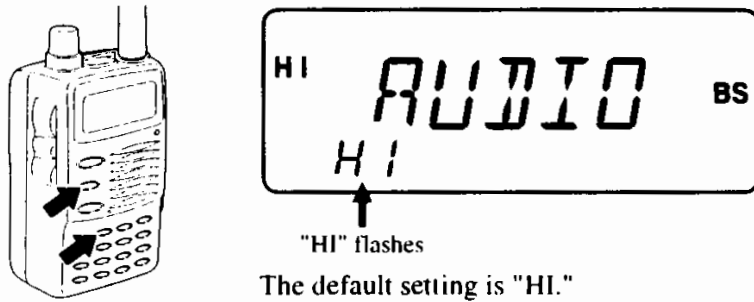 HI AUDIO BS
HI
"HI" flashes
The default setting is "HI."